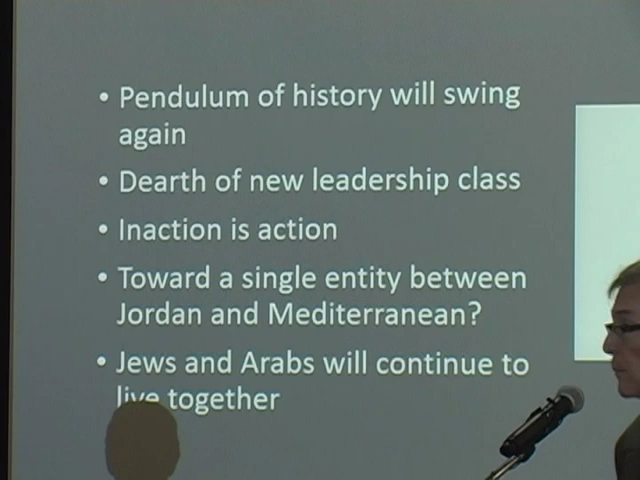 • Pendulum of history will swing
again
• Dearth of new leadership class
• Inaction is action
• Toward a single entity between
Jordan and Mediterranean?
• Jews and Arabs will continue to
live together